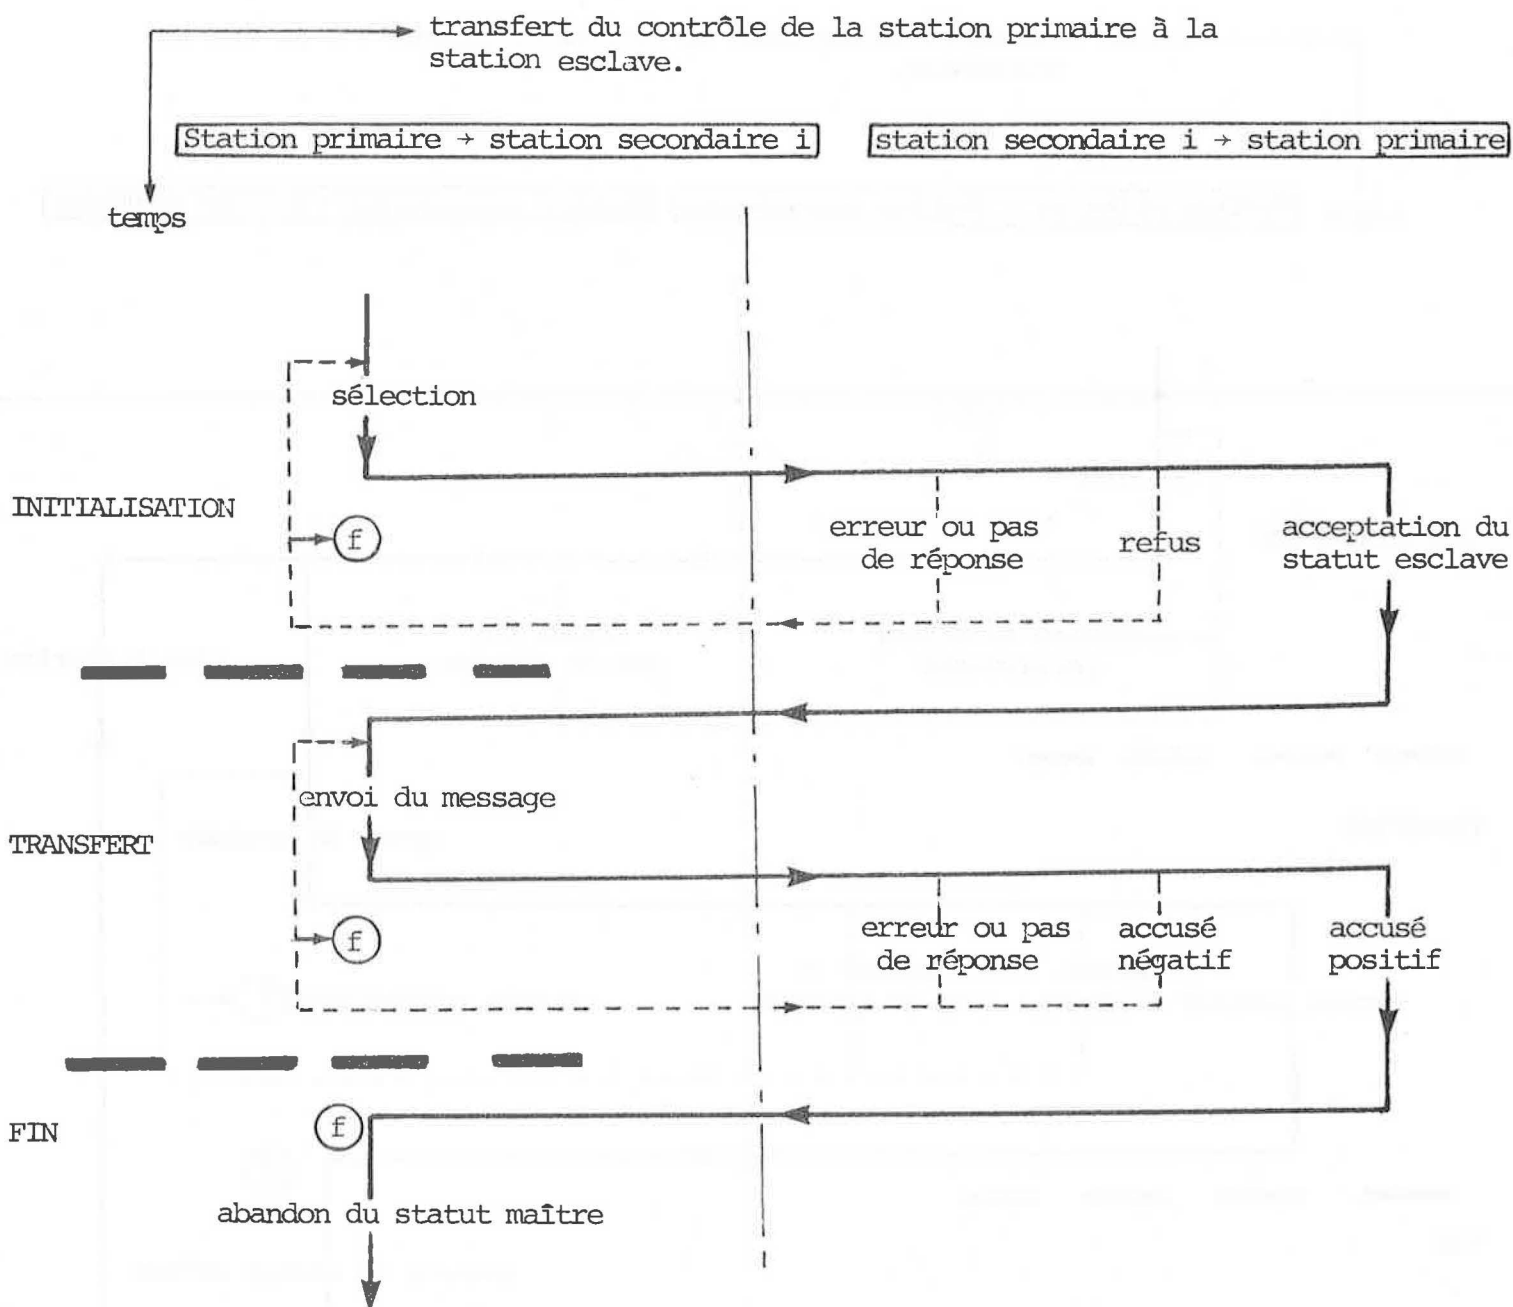 transfert du contrôle de la station primaire à la
station esclave.
Station primaire → station secondaire i
station secondaire i → station primaire
temps
sélection
INITIALISATION
f
erreur ou pas
de réponse
refus
acceptation du
statut esclave
envoi du message
TRANSFERT
f
erreur ou pas
de réponse
accusé
négatif
accusé
positif
FIN
f
abandon du statut maître